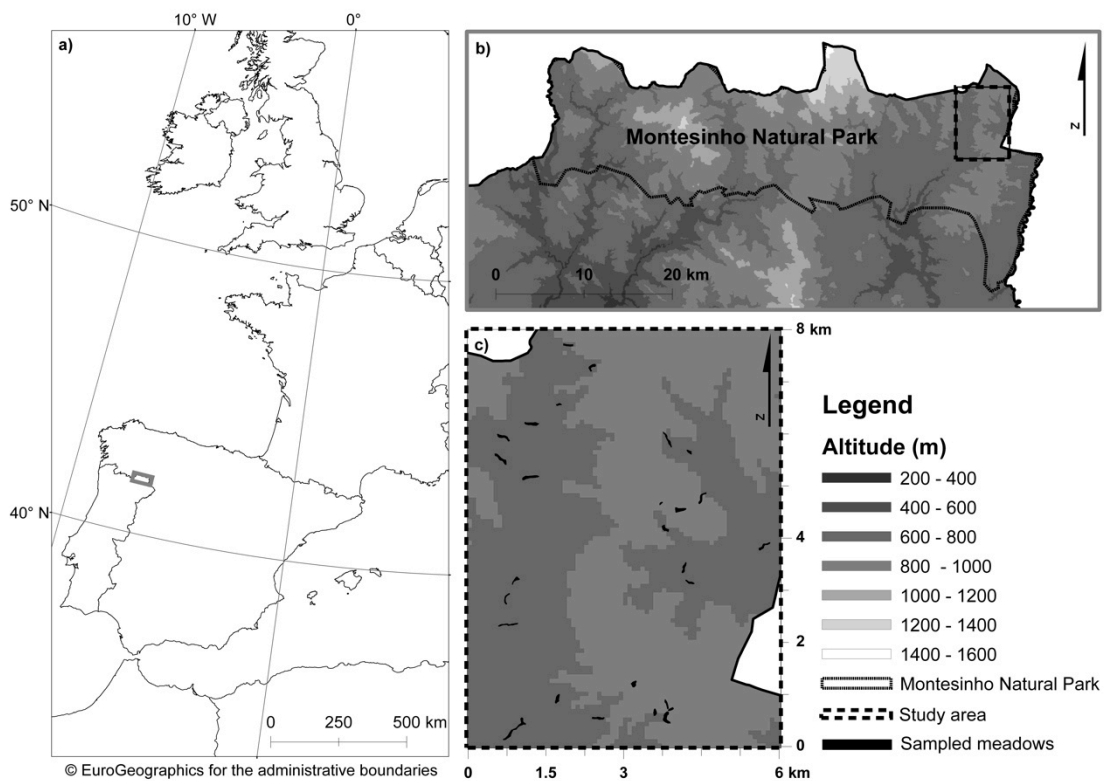 10° W
0°
a)
50° N
40° N
0
250
500 km
© EuroGeographics for the administrative boundaries
b)
Montesinho Natural Park
N
0
10
20 km
c)
N
8 km
4
2
0
0
1.5
3
6 km
Legend
Altitude (m)
200 - 400
400 - 600
600 - 800
800 - 1000
1000 - 1200
1200 - 1400
1400 - 1600
Montesinho Natural Park
Study area
Sampled meadows